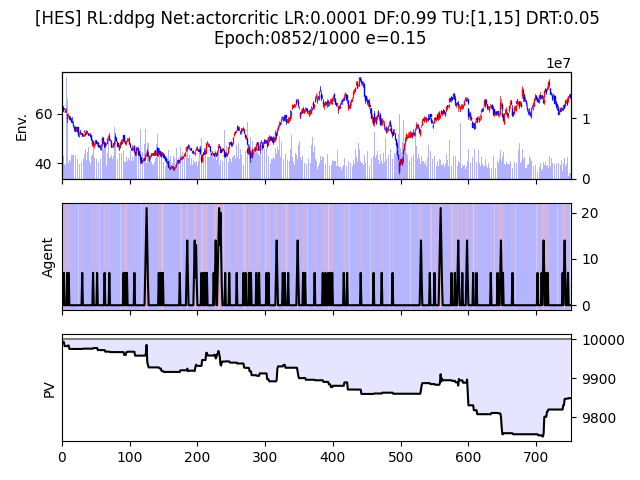 [HES] RL:ddpg Net:actorcritic LR:0.0001 DF:0.99 TU:[1,15] DRT:0.05
Epoch:0852/1000 e=0.15
1e7
Env.
60
40
1
0
Agent
20
10
0
PV
10000
9900
9800
0 100 200 300 400 500 600 700